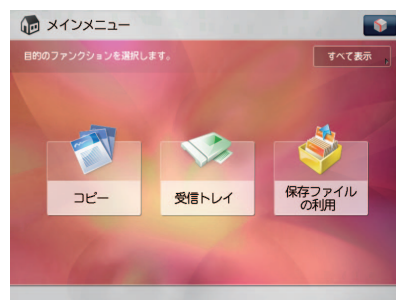 メインメニュー
目的のファンクションを選択します。
すべて表示
コピー
受信トレイ
保存ファイル
の利用